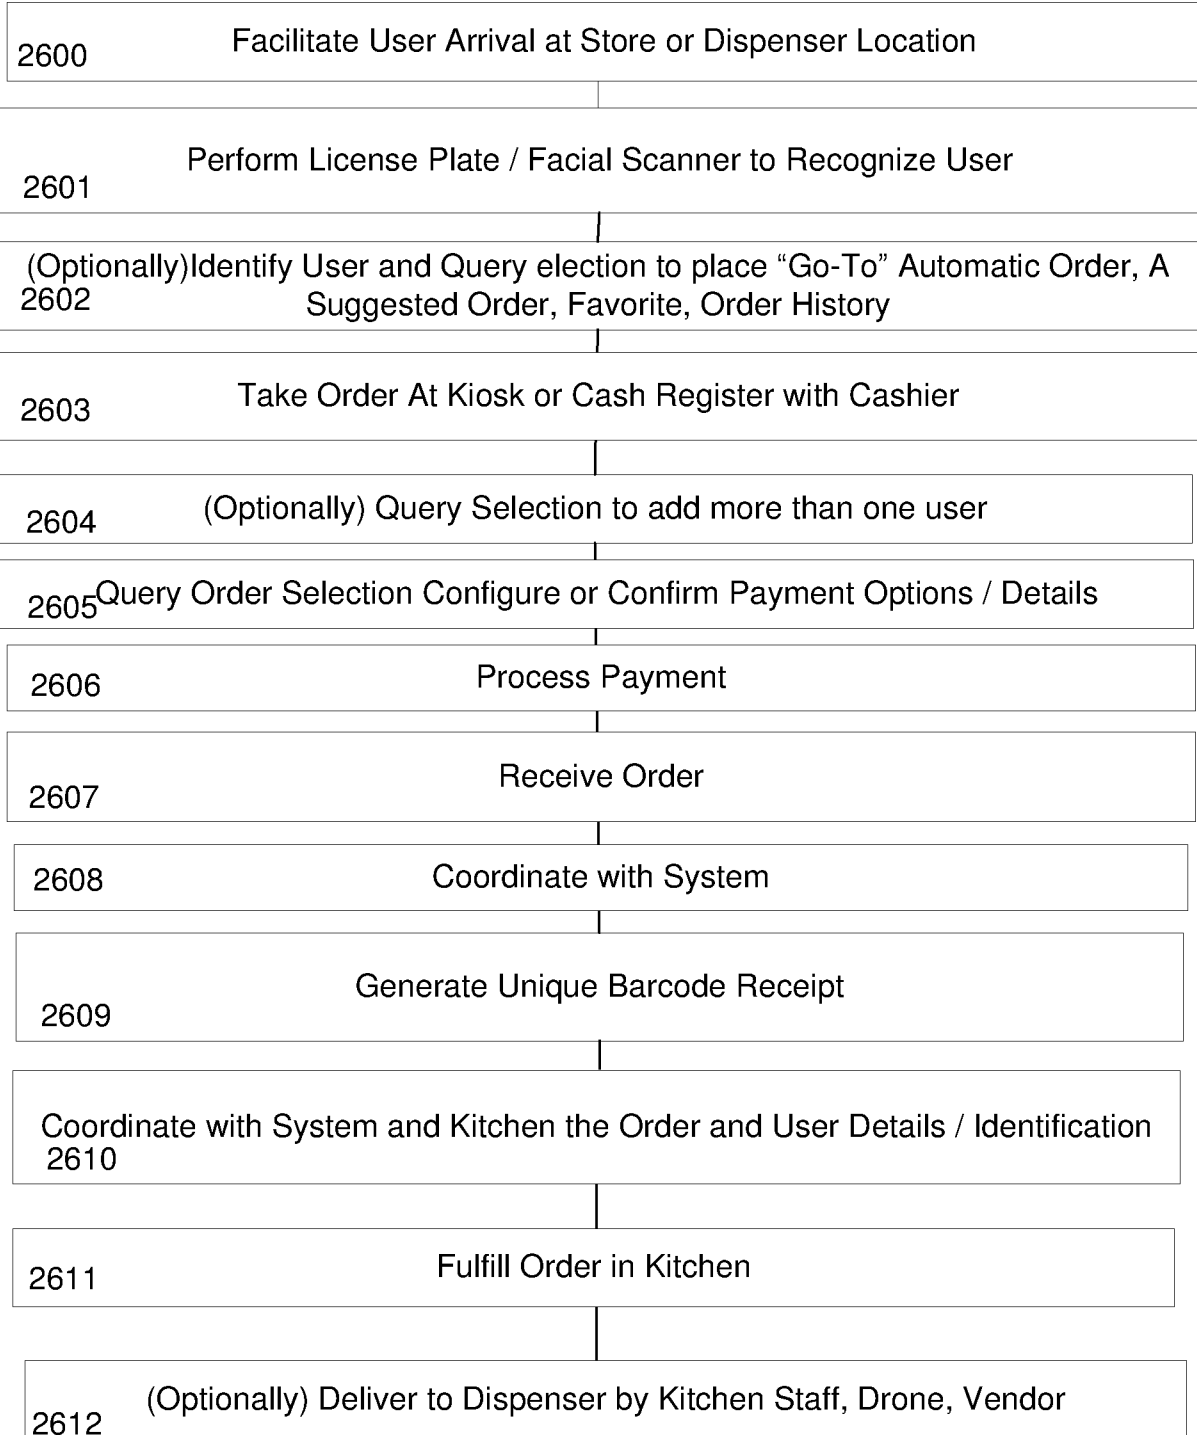 Facilitate User Arrival at Store or Dispenser Location
2600
Perform License Plate / Facial Scanner to Recognize User
2601
(Optionally)Identify User and Query election to place “Go-To” Automatic Order, A
2602
Suggested Order, Favorite, Order History
Take Order At Kiosk or Cash Register with Cashier
2603
(Optionally) Query Selection to add more than one user
2604
Query Order Selection Configure or Confirm Payment Options / Details
2605
Process Payment
2606
Receive Order
2607
Coordinate with System
2608
Generate Unique Barcode Receipt
2609
Coordinate with System and Kitchen the Order and User Details / Identification
2610
Fulfill Order in Kitchen
2611
(Optionally) Deliver to Dispenser by Kitchen Staff, Drone, Vendor
2612